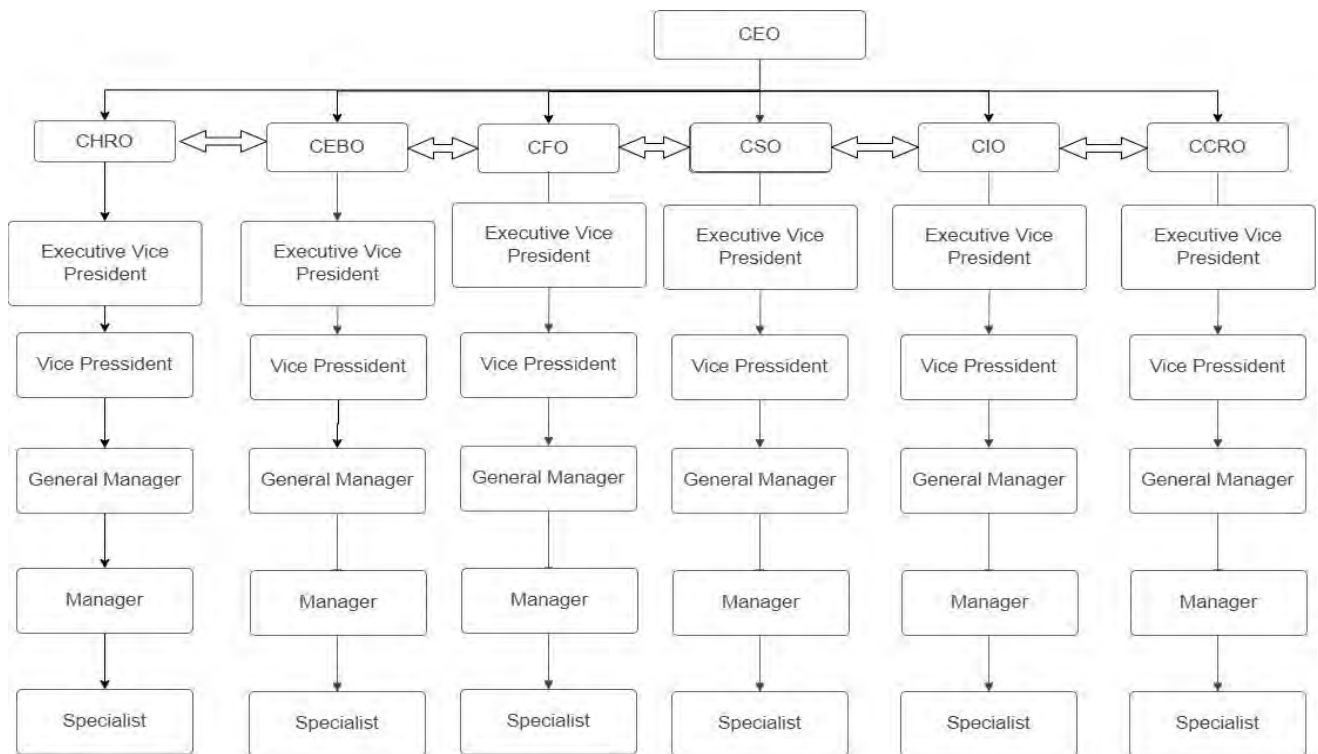 CEO
CHRO
CEBO
CFO
CSO
CIO
CCRO
Executive Vice
President
Executive Vice
President
Executive Vice
President
Executive Vice
President
Executive Vice
President
Executive Vice
President
Vice Pressident
Vice Pressident
Vice Pressident
Vice Pressident
Vice Pressident
Vice Pressident
General Manager
General Manager
General Manager
General Manager
General Manager
General Manager
Manager
Manager
Manager
Manager
Manager
Manager
Specialist
Specialist
Specialist
Specialist
Specialist
Specialist